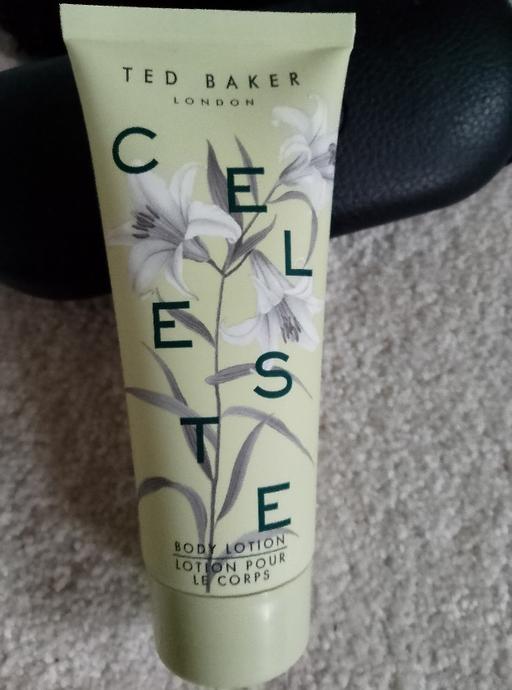 TED BAKER
LONDON
C
E
L
E
S
T
E
BODY LOTION
LOTION POUR
LE CORPS